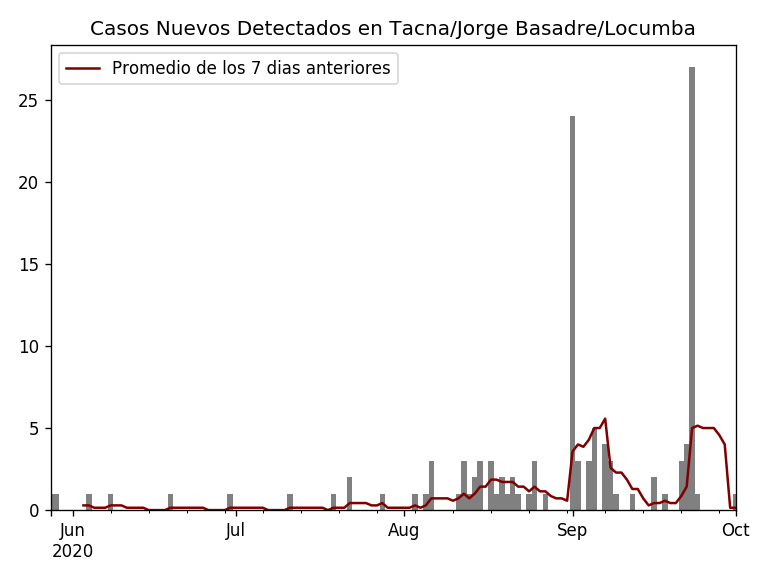 Casos Nuevos Detectados en Tacna/Jorge Basadre/Locumba
Promedio de los 7 dias anteriores
25
20
15
10
5
0
Jun Jul Aug Sep Oct
2020